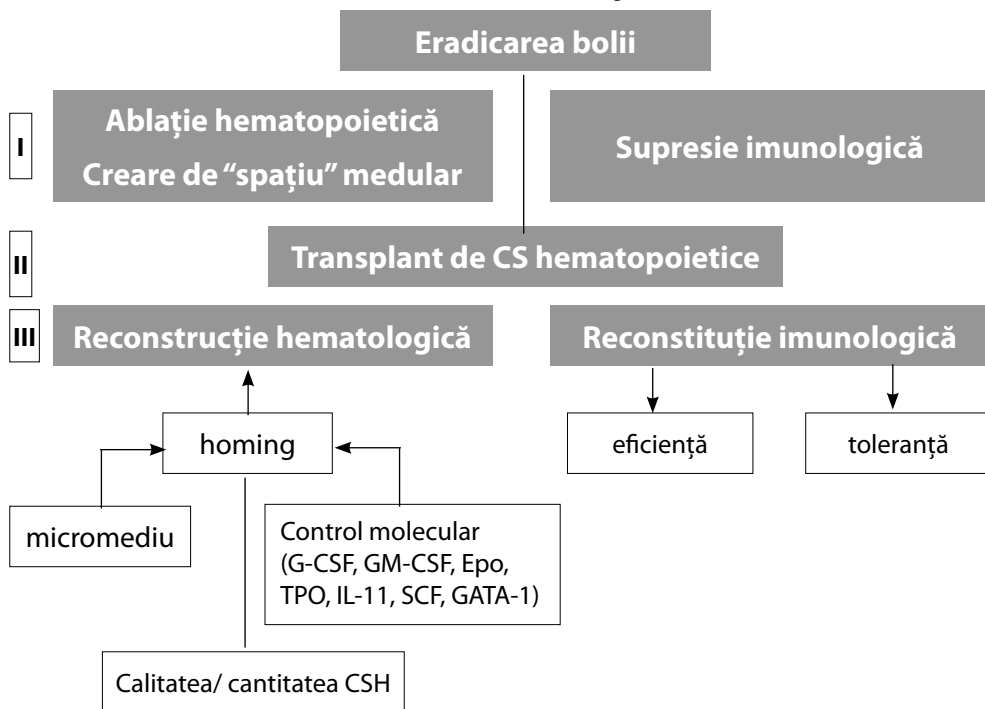 Eradicarea bolii
I
Ablație hematopoietică
Creare de “spațiu” medular
Supresie imunologică
II
Transplant de CS hematopoietice
III
Reconstrucție hematologică
Reconstituție imunologică
homing
eficiență
toleranță
micromediu
Control molecular
(G-CSF, GM-CSF, Epo,
TPO, IL-11, SCF, GATA-1)
Calitatea/ cantitatea CSH